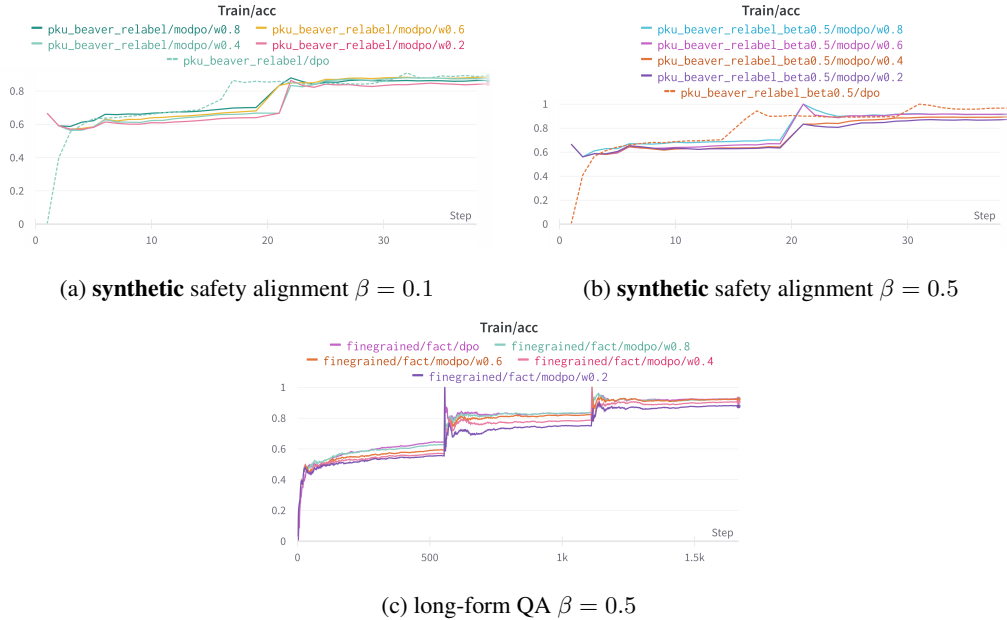 Train/acc
pku_beaver_relabel/modpo/w0.8 pku_beaver_relabel/modpo/w0.6
pku_beaver_relabel/modpo/w0.4 pku_beaver_relabel/modpo/w0.2
pku_beaver_relabel/dpo
0.8
0.6
0.4
0.2
0
Step
0 10 20 30
(a) synthetic safety alignment β = 0.1
Train/acc
pku_beaver_relabel_beta0.5/modpo/w0.8
pku_beaver_relabel_beta0.5/modpo/w0.6
pku_beaver_relabel_beta0.5/modpo/w0.4
pku_beaver_relabel_beta0.5/modpo/w0.2
pku_beaver_relabel_beta0.5/dpo
1
0.8
0.6
0.4
0.2
0
Step
0 10 20 30
(b) synthetic safety alignment β = 0.5
Train/acc
finegrained/fact/dpo finegrained/fact/modpo/w0.8
finegrained/fact/modpo/w0.6 finegrained/fact/modpo/w0.4
finegrained/fact/modpo/w0.2
1
0.8
0.6
0.4
0.2
0
Step
0 500 1k 1.5k
(c) long-form QA β = 0.5